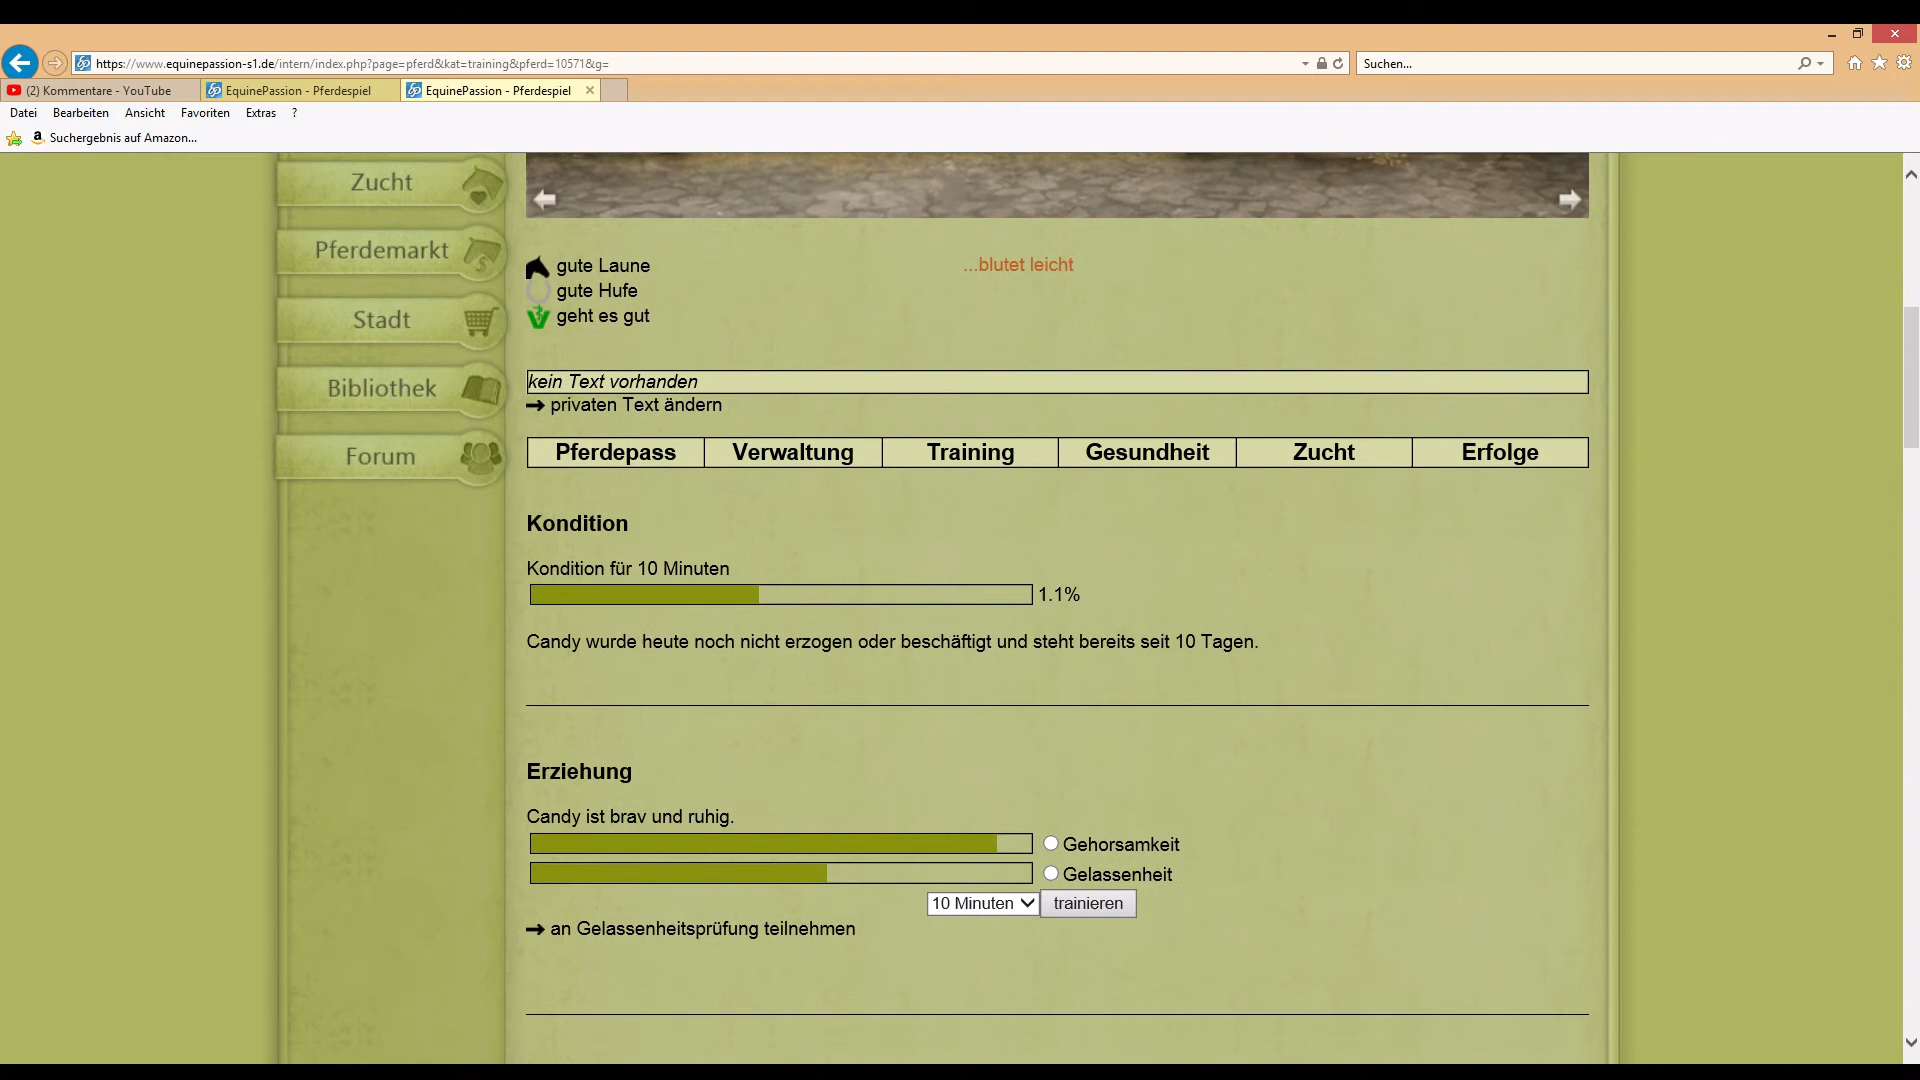 https://www.equinepassion-s1.de/intern/index.php?page=pferd&kat=training&pferd=10571&g=
Suchen...
(2) Kommentare - YouTube
EquinePassion - Pferdespiel
EquinePassion - Pferdespiel
Datei Bearbeiten Ansicht Favoriten Extras ?
Suchergebnis auf Amazon...
Zucht
Pferdemarkt
Stadt
Bibliothek
Forum
gute Laune
...blutet leicht
gute Hufe
geht es gut
kein Text vorhanden
privaten Text ändern
Pferdepass Verwaltung Training Gesundheit Zucht Erfolge
Kondition
Kondition für 10 Minuten
1.1%
Candy wurde heute noch nicht erzogen oder beschäftigt und steht bereits seit 10 Tagen.
Erziehung
Candy ist brav und ruhig.
Gehorsamkeit
Gelassenheit
10 Minuten trainieren
an Gelassenheitsprüfung teilnehmen